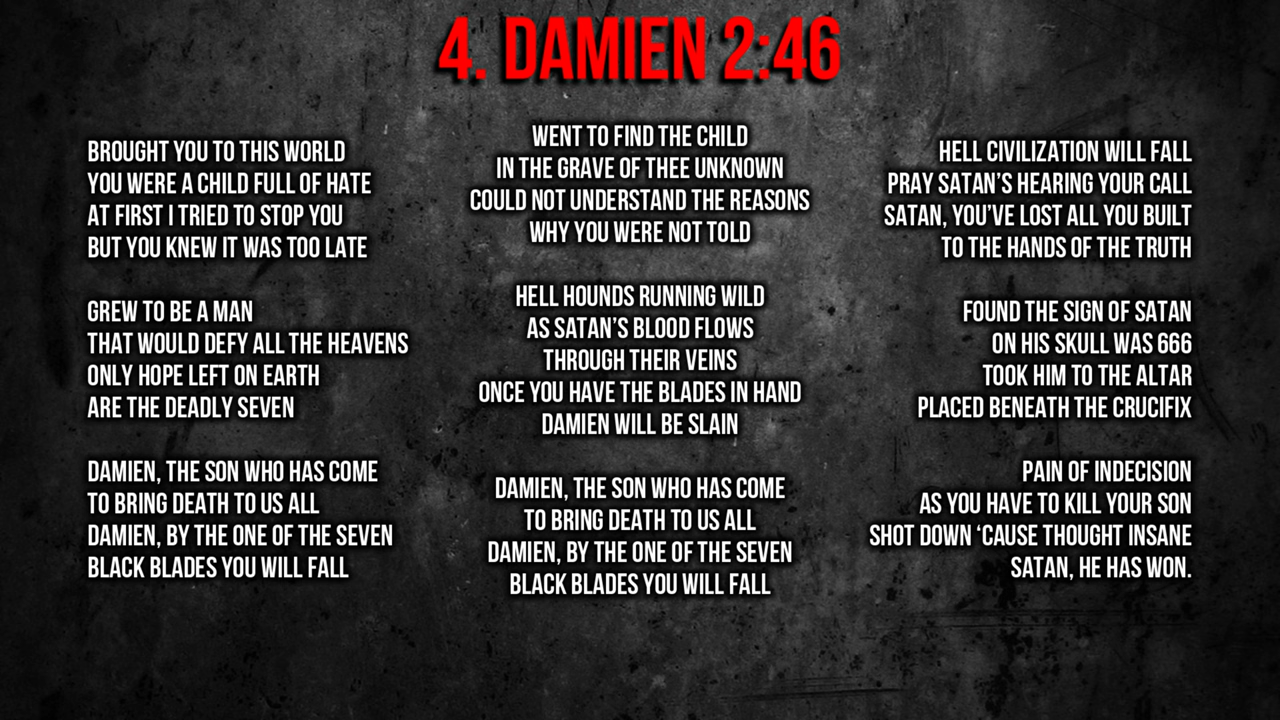 4. DAMIEN 2:46
BROUGHT YOU TO THIS WORLD
YOU WERE A CHILD FULL OF HATE
AT FIRST I TRIED TO STOP YOU
BUT YOU KNEW IT WAS TOO LATE
GREW TO BE A MAN
THAT WOULD DEFY ALL THE HEAVENS
ONLY HOPE LEFT ON EARTH
ARE THE DEADLY SEVEN
DAMIEN, THE SON WHO HAS COME
TO BRING DEATH TO US ALL
DAMIEN, BY THE ONE OF THE SEVEN
BLACK BLADES YOU WILL FALL
WENT TO FIND THE CHILD
IN THE GRAVE OF THEE UNKNOWN
COULD NOT UNDERSTAND THE REASONS
WHY YOU WERE NOT TOLD
HELL HOUNDS RUNNING WILD
AS SATAN'S BLOOD FLOWS
THROUGH THEIR VEINS
ONCE YOU HAVE THE BLADES IN HAND
DAMIEN WILL BE SLAIN
DAMIEN, THE SON WHO HAS COME
TO BRING DEATH TO US ALL
DAMIEN, BY THE ONE OF THE SEVEN
BLACK BLADES YOU WILL FALL
HELL CIVILIZATION WILL FALL
PRAY SATAN'S HEARING YOUR CALL
SATAN, YOU'VE LOST ALL YOU BUILT
TO THE HANDS OF THE TRUTH
FOUND THE SIGN OF SATAN
ON HIS SKULL WAS 666
TOOK HIM TO THE ALTAR
PLACED BENEATH THE CRUCIFIX
PAIN OF INDECISION
AS YOU HAVE TO KILL YOUR SON
SHOT DOWN ‘CAUSE THOUGHT INSANE
SATAN, HE HAS WON.